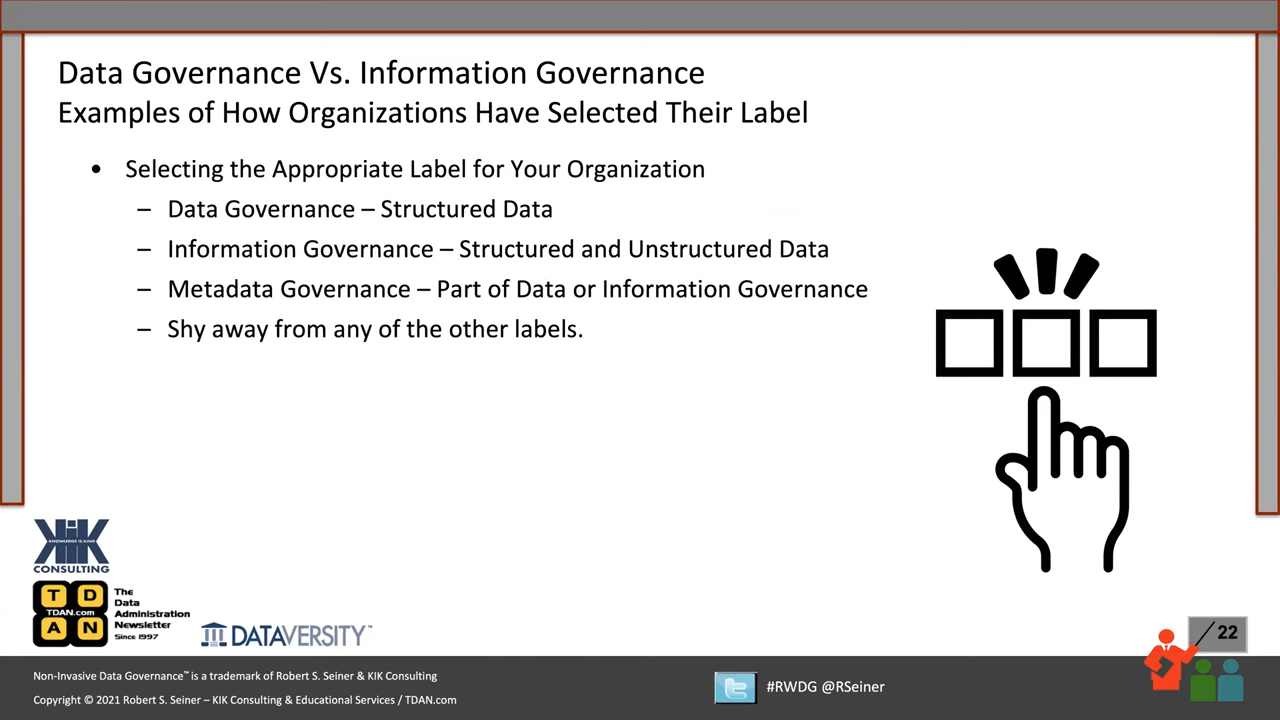 Data Governance Vs. Information Governance
Examples of How Organizations Have Selected Their Label
• Selecting the Appropriate Label for Your Organization
– Data Governance – Structured Data
– Information Governance – Structured and Unstructured Data
– Metadata Governance – Part of Data or Information Governance
– Shy away from any of the other labels.
KIK
KNOWLEDGE IS KING
CONSULTING
T D
TDAN.com
A N
The
Data
Administration
Newsletter
Since 1997
DATAVERSITY™
22
Non-Invasive Data Governance™ is a trademark of Robert S. Seiner & KIK Consulting
Copyright © 2021 Robert S. Seiner – KIK Consulting & Educational Services / TDAN.com
#RWDG @RSeiner